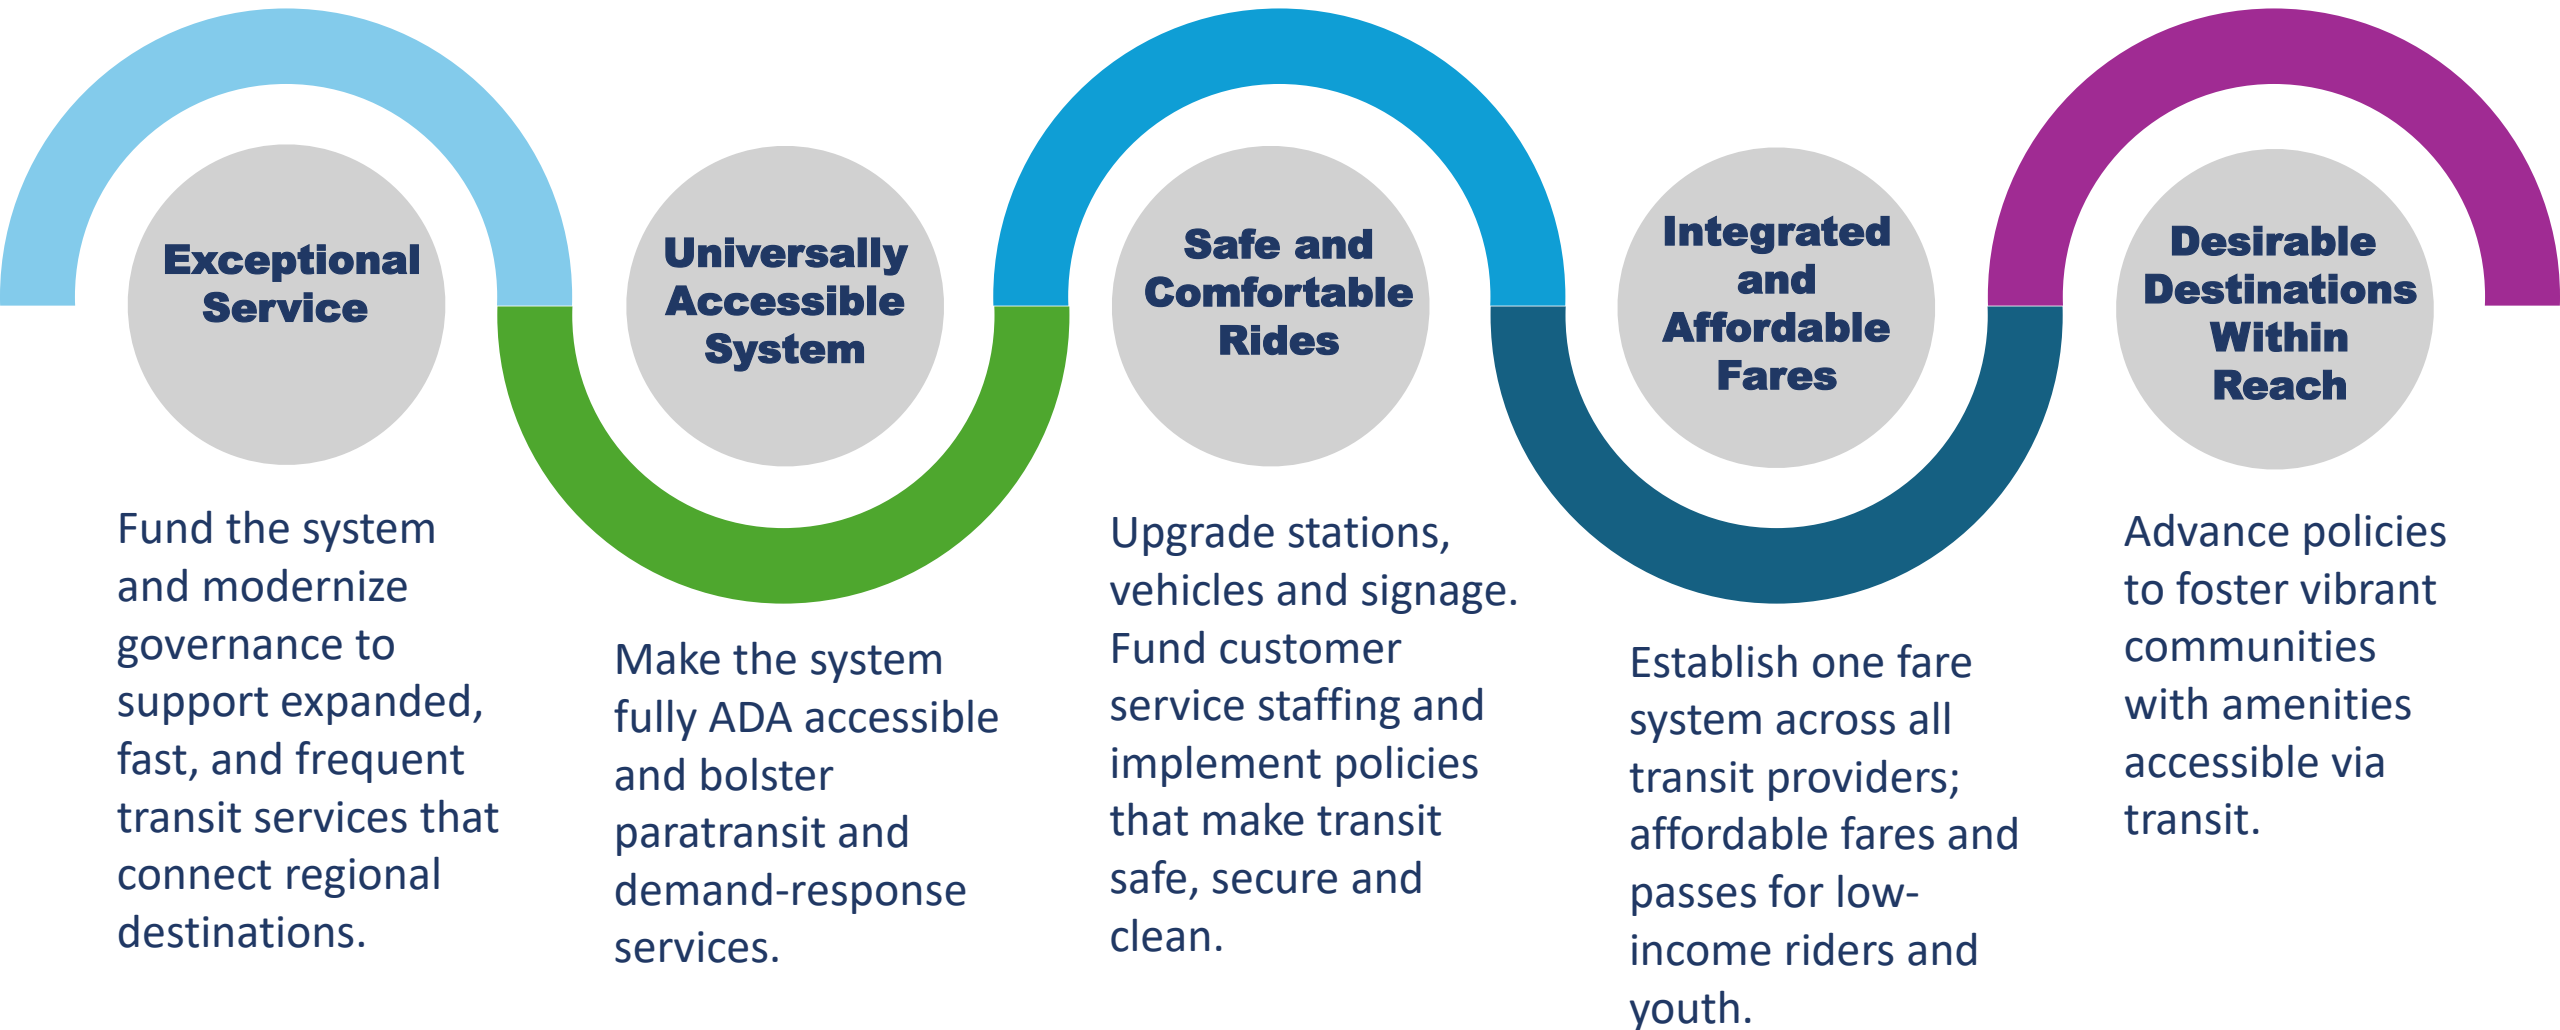 Exceptional
Service
Fund the system
and modernize
governance to
support expanded,
fast, and frequent
transit services that
connect regional
destinations.
Universally
Accessible
System
Make the system
fully ADA accessible
and bolster
paratransit and
demand-response
services.
Safe and
Comfortable
Rides
Upgrade stations,
vehicles and signage.
Fund customer
service staffing and
implement policies
that make transit
safe, secure and
clean.
Integrated
and
Affordable
Fares
Establish one fare
system across all
transit providers;
affordable fares and
passes for low-
income riders and
youth.
Desirable
Destinations
Within
Reach
Advance policies
to foster vibrant
communities
with amenities
accessible via
transit.